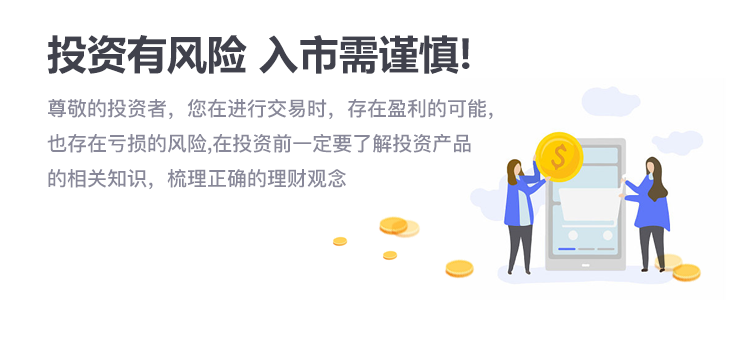 投资有风险 入市需谨慎!
尊敬的投资者，您在进行交易时，存在盈利的可能，
也存在亏损的风险,在投资前一定要了解投资产品
的相关知识，梳理正确的理财观念
$